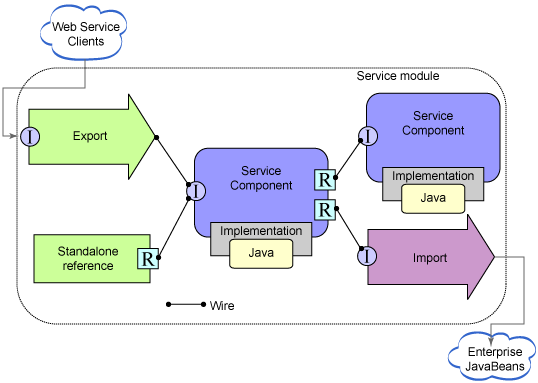 Web Service
Clients
Service module
I
Export
Service
Component
I
R
R
Implementation
Java
I
Service
Component
Implementation
Java
Standalone
reference
R
I
Import
Wire
Enterprise
JavaBeans